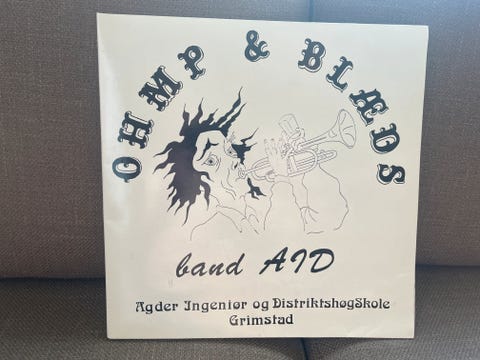 OHMP & BLÆDS
band AID
Agder Ingeniør og DistriktshøgSkole
Grimstad